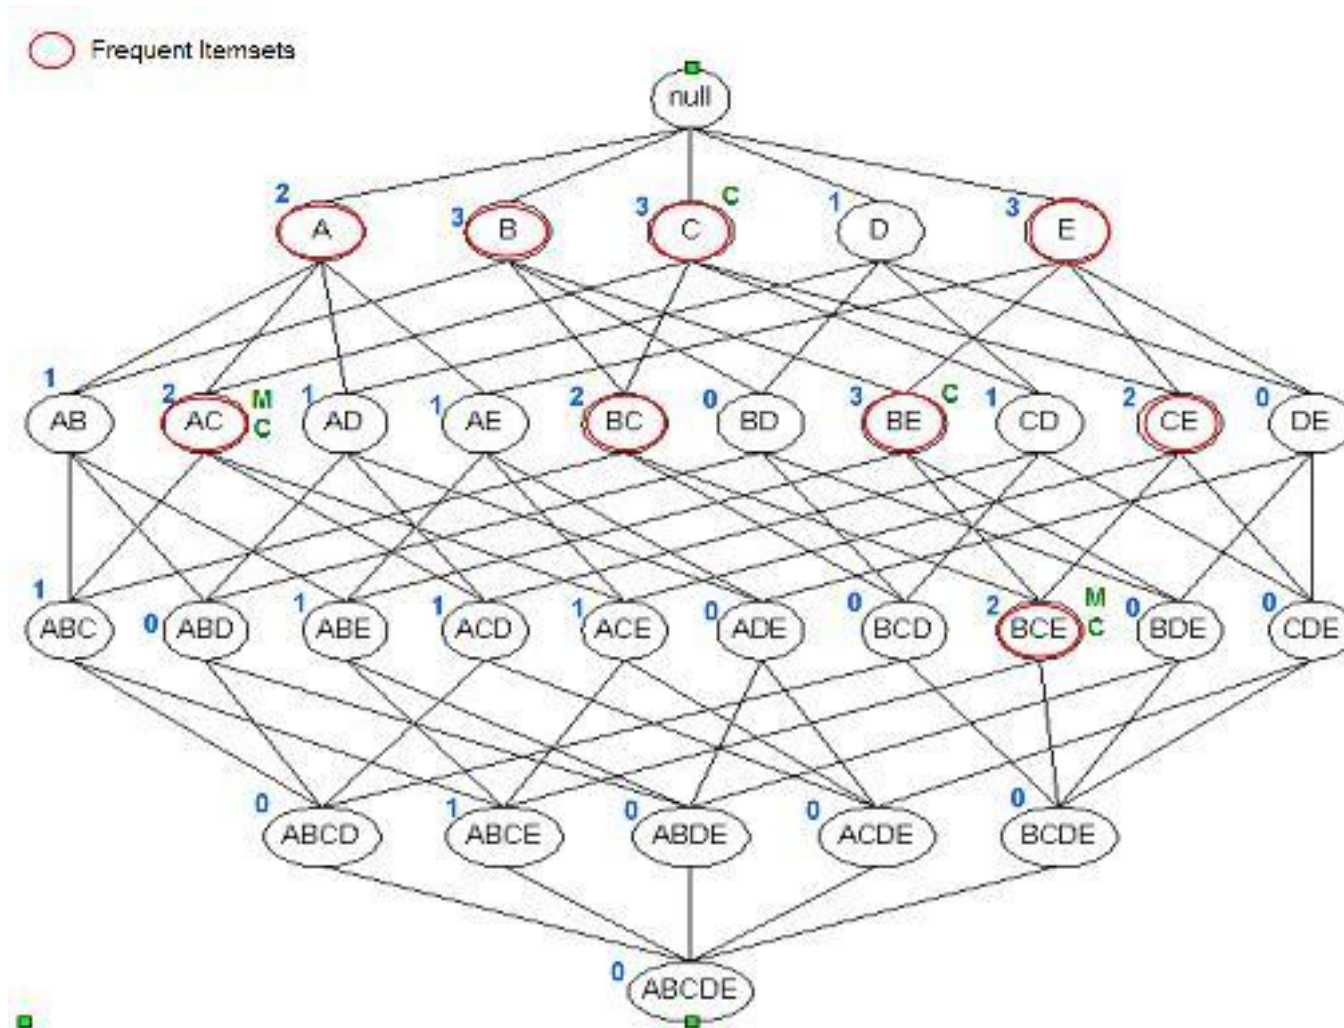 Frequent Itemsets
null
2 3 3 C 1 3
A B C D E
1 2 M C 1 1 2 0 3 C 1 2 0
AB AC AD AE BC BD BE CD CE DE
1 0 1 1 1 0 0 2 M C 0 0
ABC ABD ABE ACD ACE ADE BCD BCE BDE CDE
0 1 0 0 0
ABCD ABCE ABDE ACDE BCDE
0
ABCDE